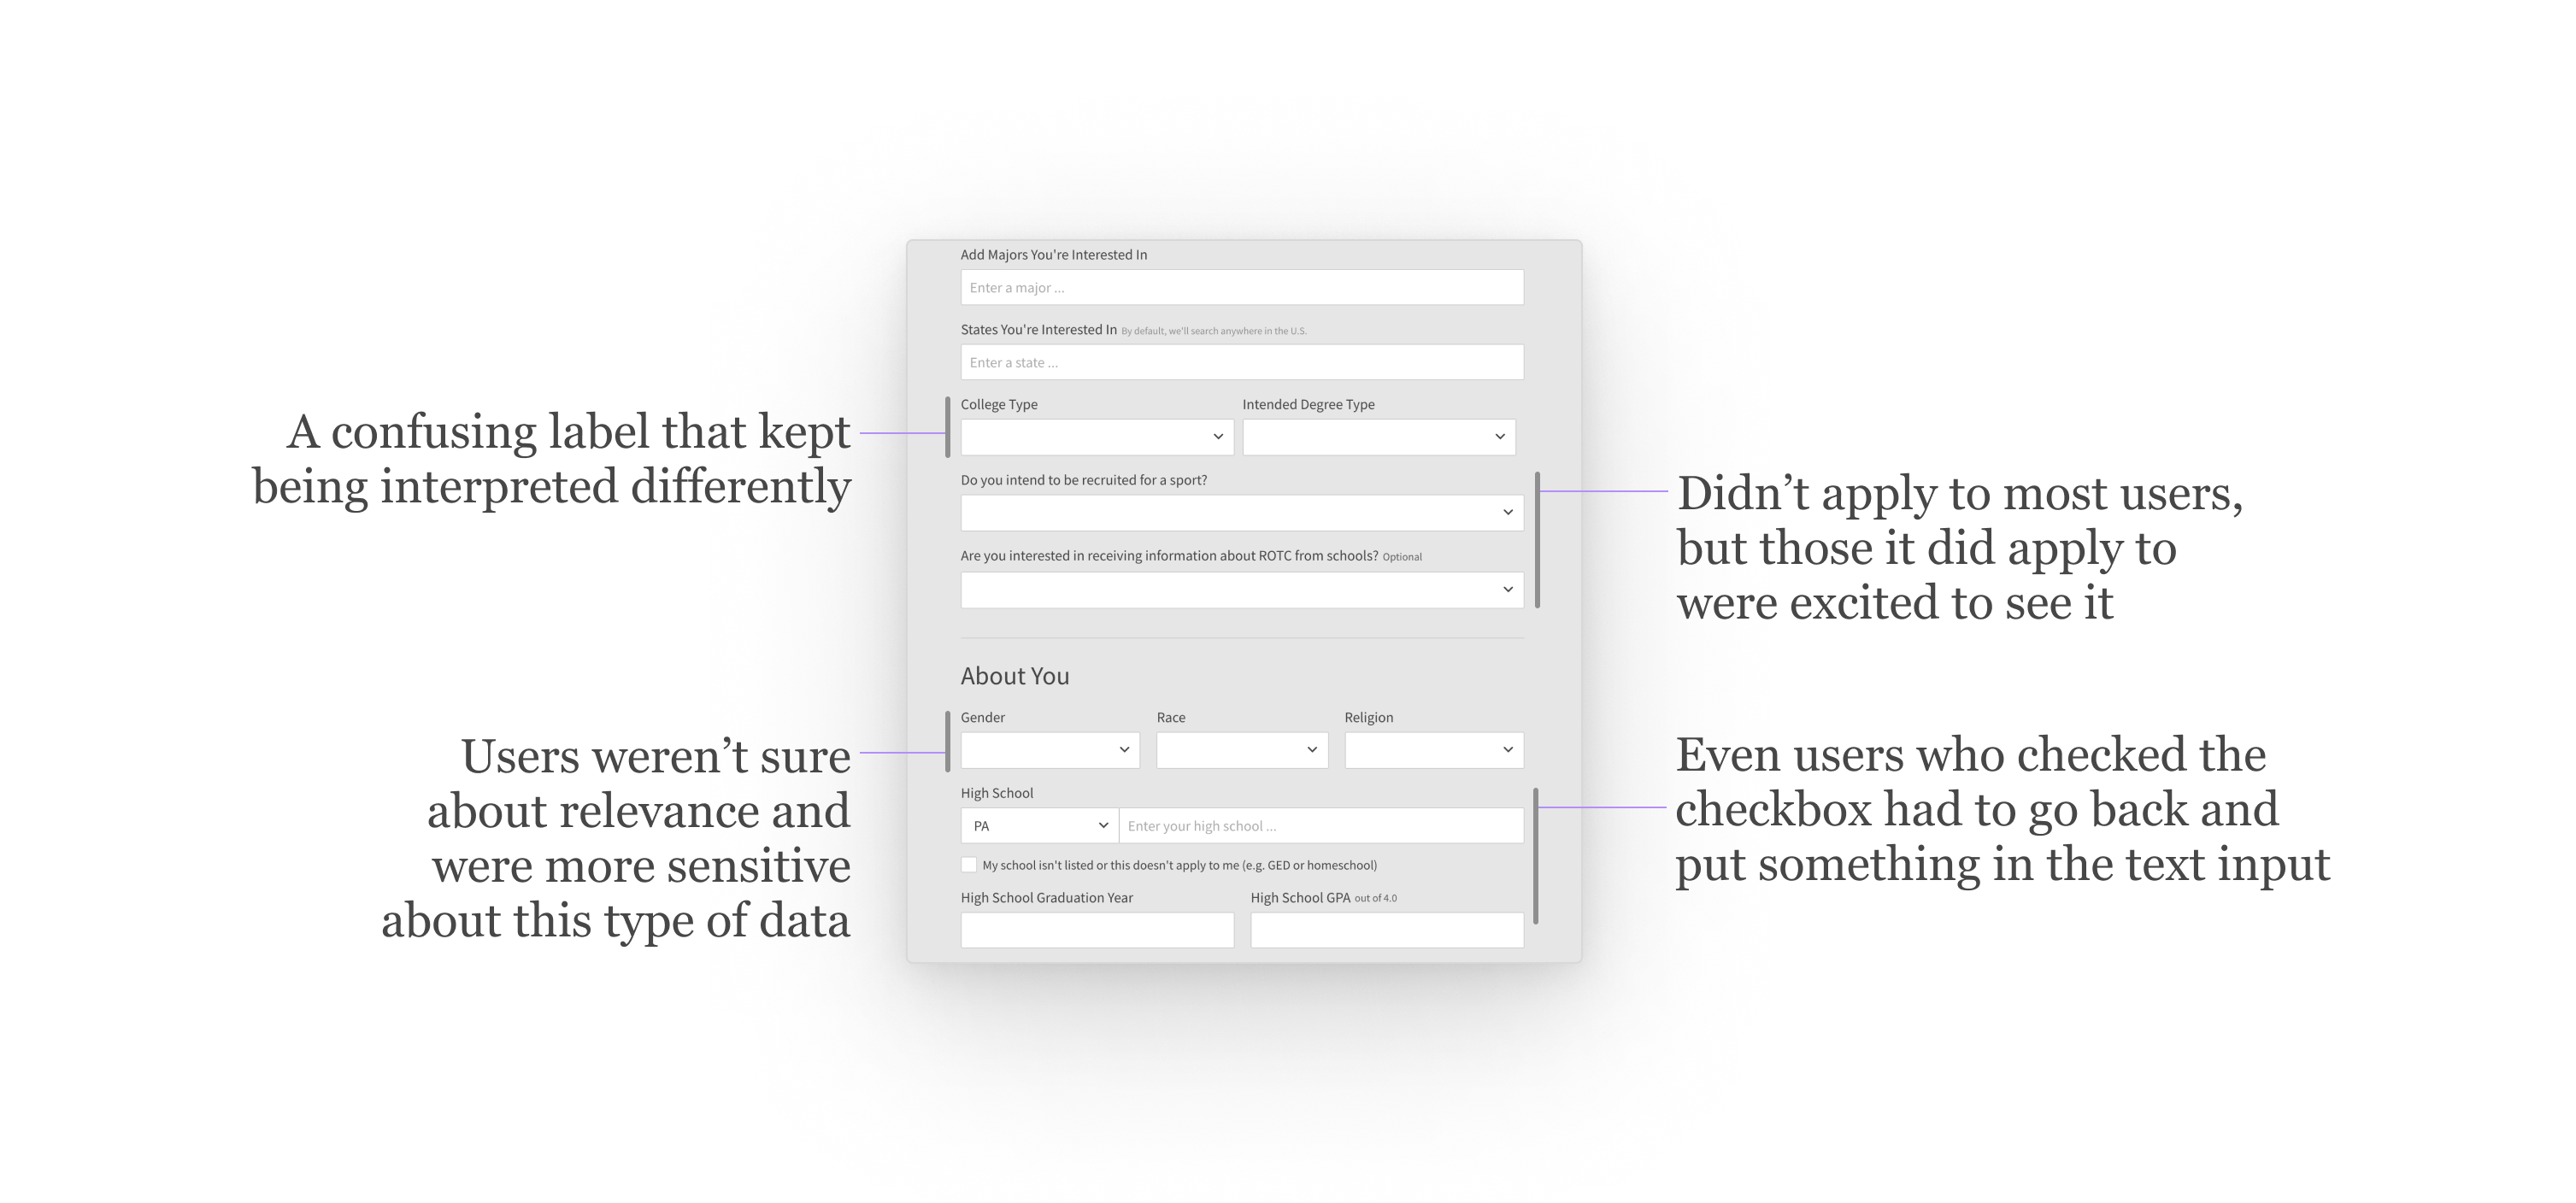 A confusing label that kept
being interpreted differently
Users weren’t sure
about relevance and
were more sensitive
about this type of data
Add Majors You're Interested In
Enter a major ...
States You're Interested In By default, we'll search anywhere in the U.S.
Enter a state ...
College Type Intended Degree Type
Do you intend to be recruited for a sport?
Are you interested in receiving information about ROTC from schools? Optional
About You
Gender Race Religion
High School
PA Enter your high school ...
My school isn't listed or this doesn't apply to me (e.g. GED or homeschool)
High School Graduation Year High School GPA out of 4.0
Didn’t apply to most users,
but those it did apply to
were excited to see it
Even users who checked the
checkbox had to go back and
put something in the text input